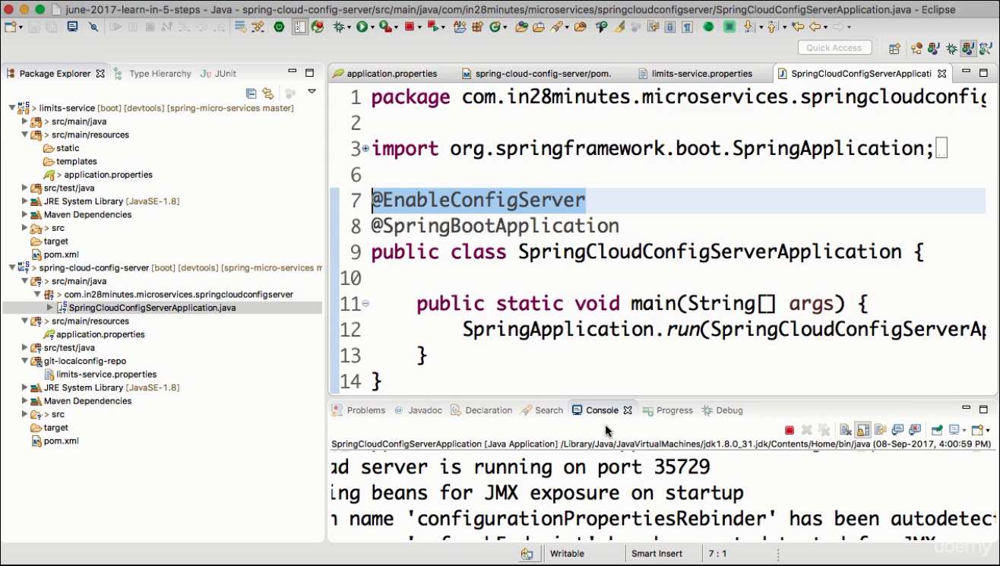 june-2017-learn-in-5-steps - Java - spring-cloud-config-server/src/main/java/com/in28minutes/microservices/springcloudconfigserver/SpringCloudConfigServerApplication.java - Eclipse
Quick Access
Package Explorer
Type Hierarchy
JUnit
application.properties
spring-cloud-config-server/pom.
limits-service.properties
SpringCloudConfigServerApplicati
> limits-service [boot] [devtools] [spring-micro-services master]
> src/main/java
> src/main/resources
static
templates
> application.properties
src/test/java
JRE System Library [JavaSE-1.8]
Maven Dependencies
> src
target
pom.xml
> spring-cloud-config-server [boot] [devtools] [spring-micro-services m
> src/main/java
> com.in28minutes.microservices.springcloudconfigserver
SpringCloudConfigServerApplication.java
> src/main/resources
application.properties
> src/test/java
git-localconfig-repo
limits-service.properties
JRE System Library [JavaSE-1.8]
Maven Dependencies
> src
target
pom.xml
1 package com.in28minutes.microservices.springcloudconfig
2
3 import org.springframework.boot.SpringApplication;
6
7 @EnableConfigServer
8 @SpringBootApplication
9 public class SpringCloudConfigServerApplication {
10
11 public static void main(String[] args) {
12 SpringApplication.run(SpringCloudConfigServerAp
13 }
14 }
Problems
Javadoc
Declaration
Search
Console
Progress
Debug
SpringCloudConfigServerApplication [Java Application] /Library/Java/JavaVirtualMachines/jdk1.8.0_31.jdk/Contents/Home/bin/java (08-Sep-2017, 4:00:59 PM)
ad server is running on port 35729
ing beans for JMX exposure on startup
n name 'configurationPropertiesRebinder' has been autodetect
Writable
Smart Insert
7 : 1
udemy